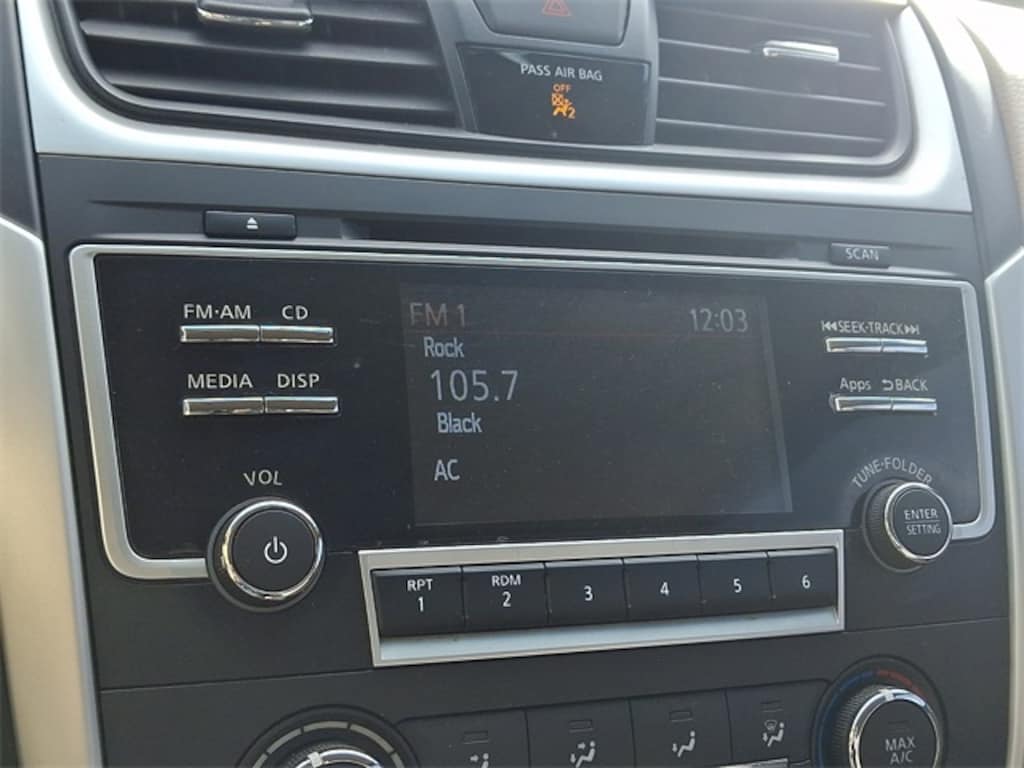 PASS AIR BAG
OFF
2
SCAN
FM·AM CD
MEDIA DISP
VOL
FM 1 12:03
Rock
105.7
Black
AC
SEEK·TRACK
Apps BACK
TUNE·FOLDER
ENTER
SETTING
RPT RDM
1 2 3 4 5 6
MAX
A/C